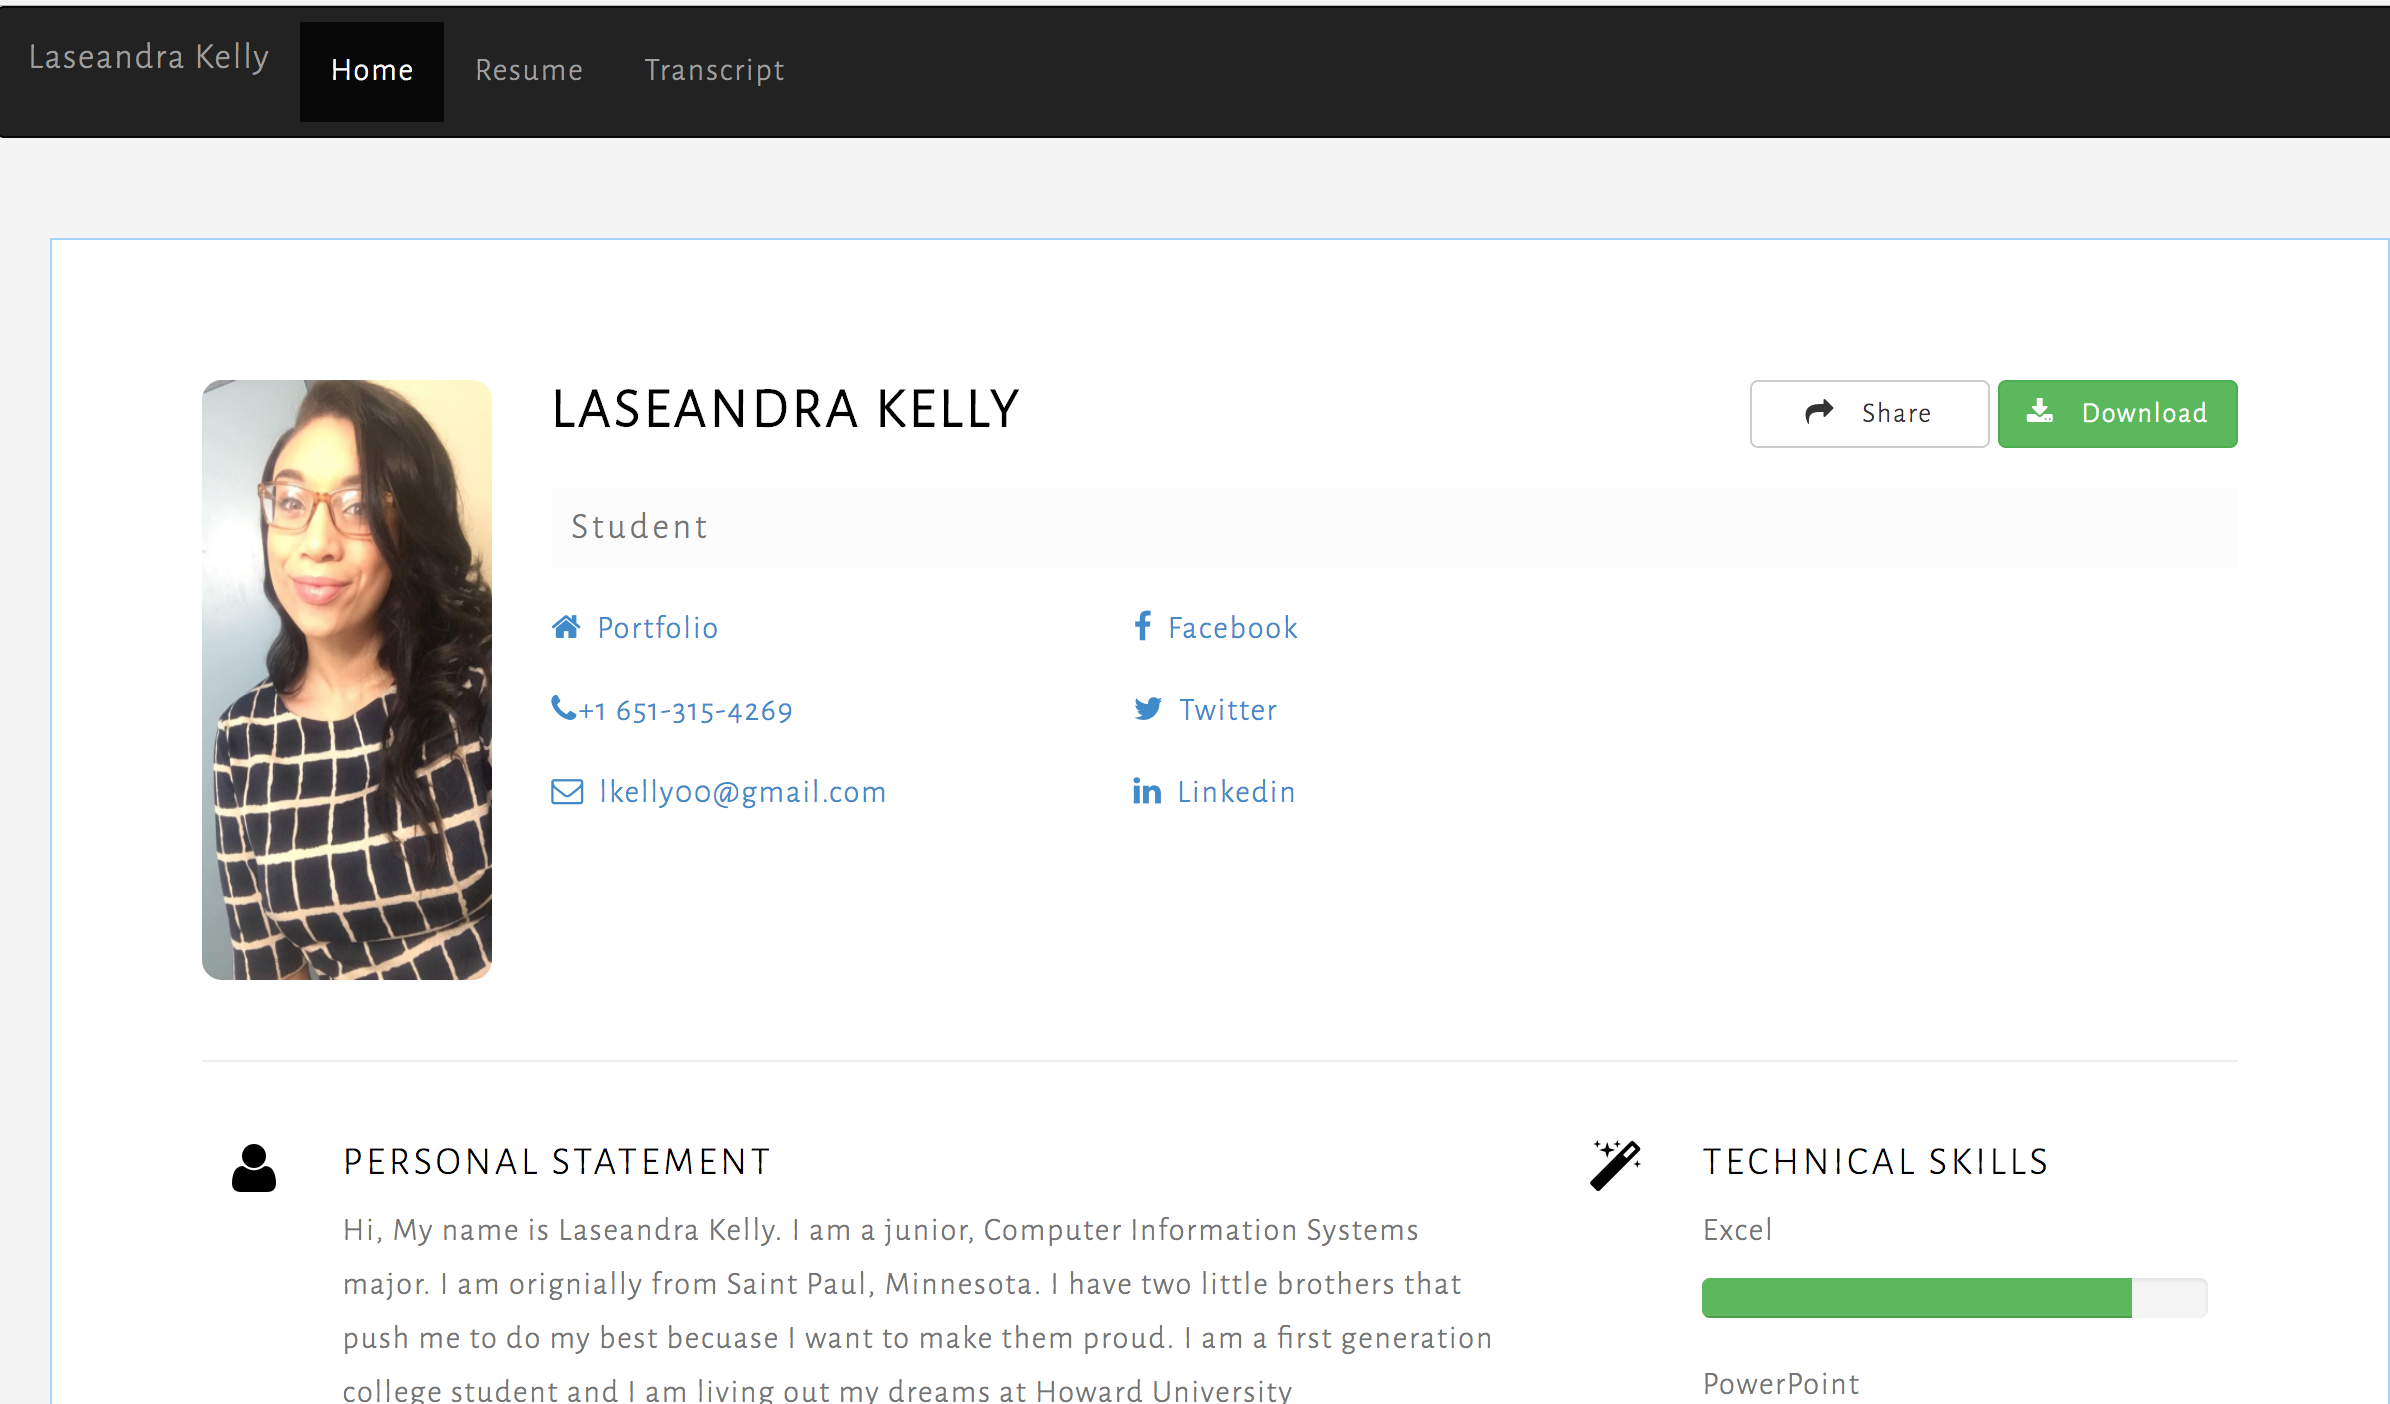 Laseandra Kelly Home Resume Transcript
LASEANDRA KELLY
Share Download
Student
Portfolio
Facebook
+1 651-315-4269
Twitter
lkelly00@gmail.com
Linkedin
PERSONAL STATEMENT
Hi, My name is Laseandra Kelly. I am a junior, Computer Information Systems
major. I am orignially from Saint Paul, Minnesota. I have two little brothers that
push me to do my best becuase I want to make them proud. I am a first generation
college student and I am living out my dreams at Howard University
TECHNICAL SKILLS
Excel
PowerPoint